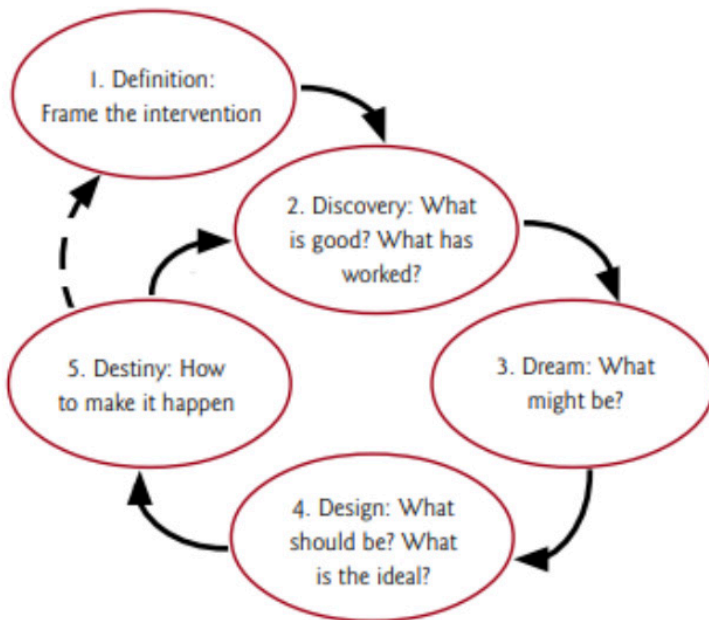 1. Definition:
Frame the intervention
2. Discovery: What
is good? What has
worked?
3. Dream: What
might be?
4. Design: What
should be? What
is the ideal?
5. Destiny: How
to make it happen